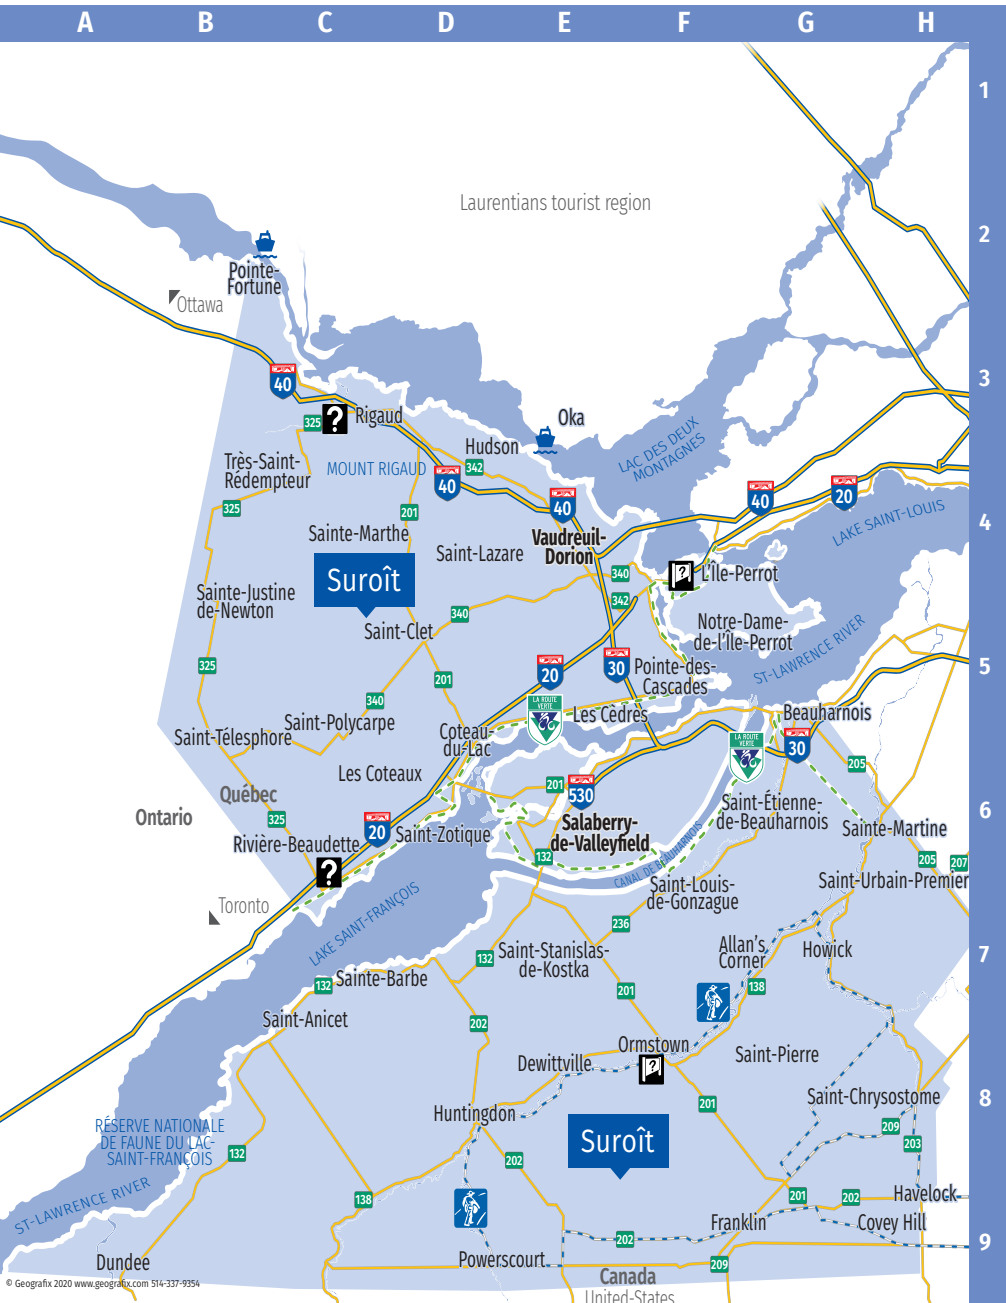 A B C D E F G H
1
Laurentians tourist region
2
Pointe-
Fortune
Ottawa
3
40
Oka
325
?
Rigaud
Hudson
LAC DES DEUX
MONTAGNES
Très-Saint-
Rédempteur
MOUNT RIGAUD
342
40
40
40
20
325
201
4
LAKE SAINT-LOUIS
Sainte-Marthe
Vaudreuil-
Dorion
Saint-Lazare
Suroît
340
?
L'Île-Perrot
Sainte-Justine
de-Newton
342
340
Saint-Clet
Notre-Dame-
de-l'Île-Perrot
ST-LAWRENCE RIVER
325
20
30
Pointe-des-
Cascades
5
201
340
LA ROUTE
VERTE
Les Cèdres
Beauharnois
Saint-Polycarpe
Saint-Télesphore
Coteau-
du-Lac
LA ROUTE
VERTE
30
205
Les Coteaux
201
530
Québec
Ontario
325
Saint-Étienne-
de-Beauharnois
6
Rivière-Beaudette
20
Saint-Zotique
Salaberry-
de-Valleyfield
Sainte-Martine
132
CANAL DE BEAUHARNOIS
205
207
?
Saint-Louis-
de-Gonzague
Saint-Urbain-Premier
Toronto
LAKE SAINT-FRANÇOIS
236
Allan's
Corner
Howick
7
132
Saint-Stanislas-
de-Kostka
132
Sainte-Barbe
201
138
Saint-Anicet
202
Ormstown
Saint-Pierre
Dewittville
?
8
Saint-Chrysostome
Huntingdon
201
RÉSERVE NATIONALE
DE FAUNE DU LAC-
SAINT-FRANÇOIS
209
203
Suroît
132
202
ST-LAWRENCE RIVER
138
201
202
Havelock
Franklin
Covey Hill
202
9
Dundee
Powerscourt
209
Canada
United-States
© Geografix 2020 www.geografix.com 514-337-9354